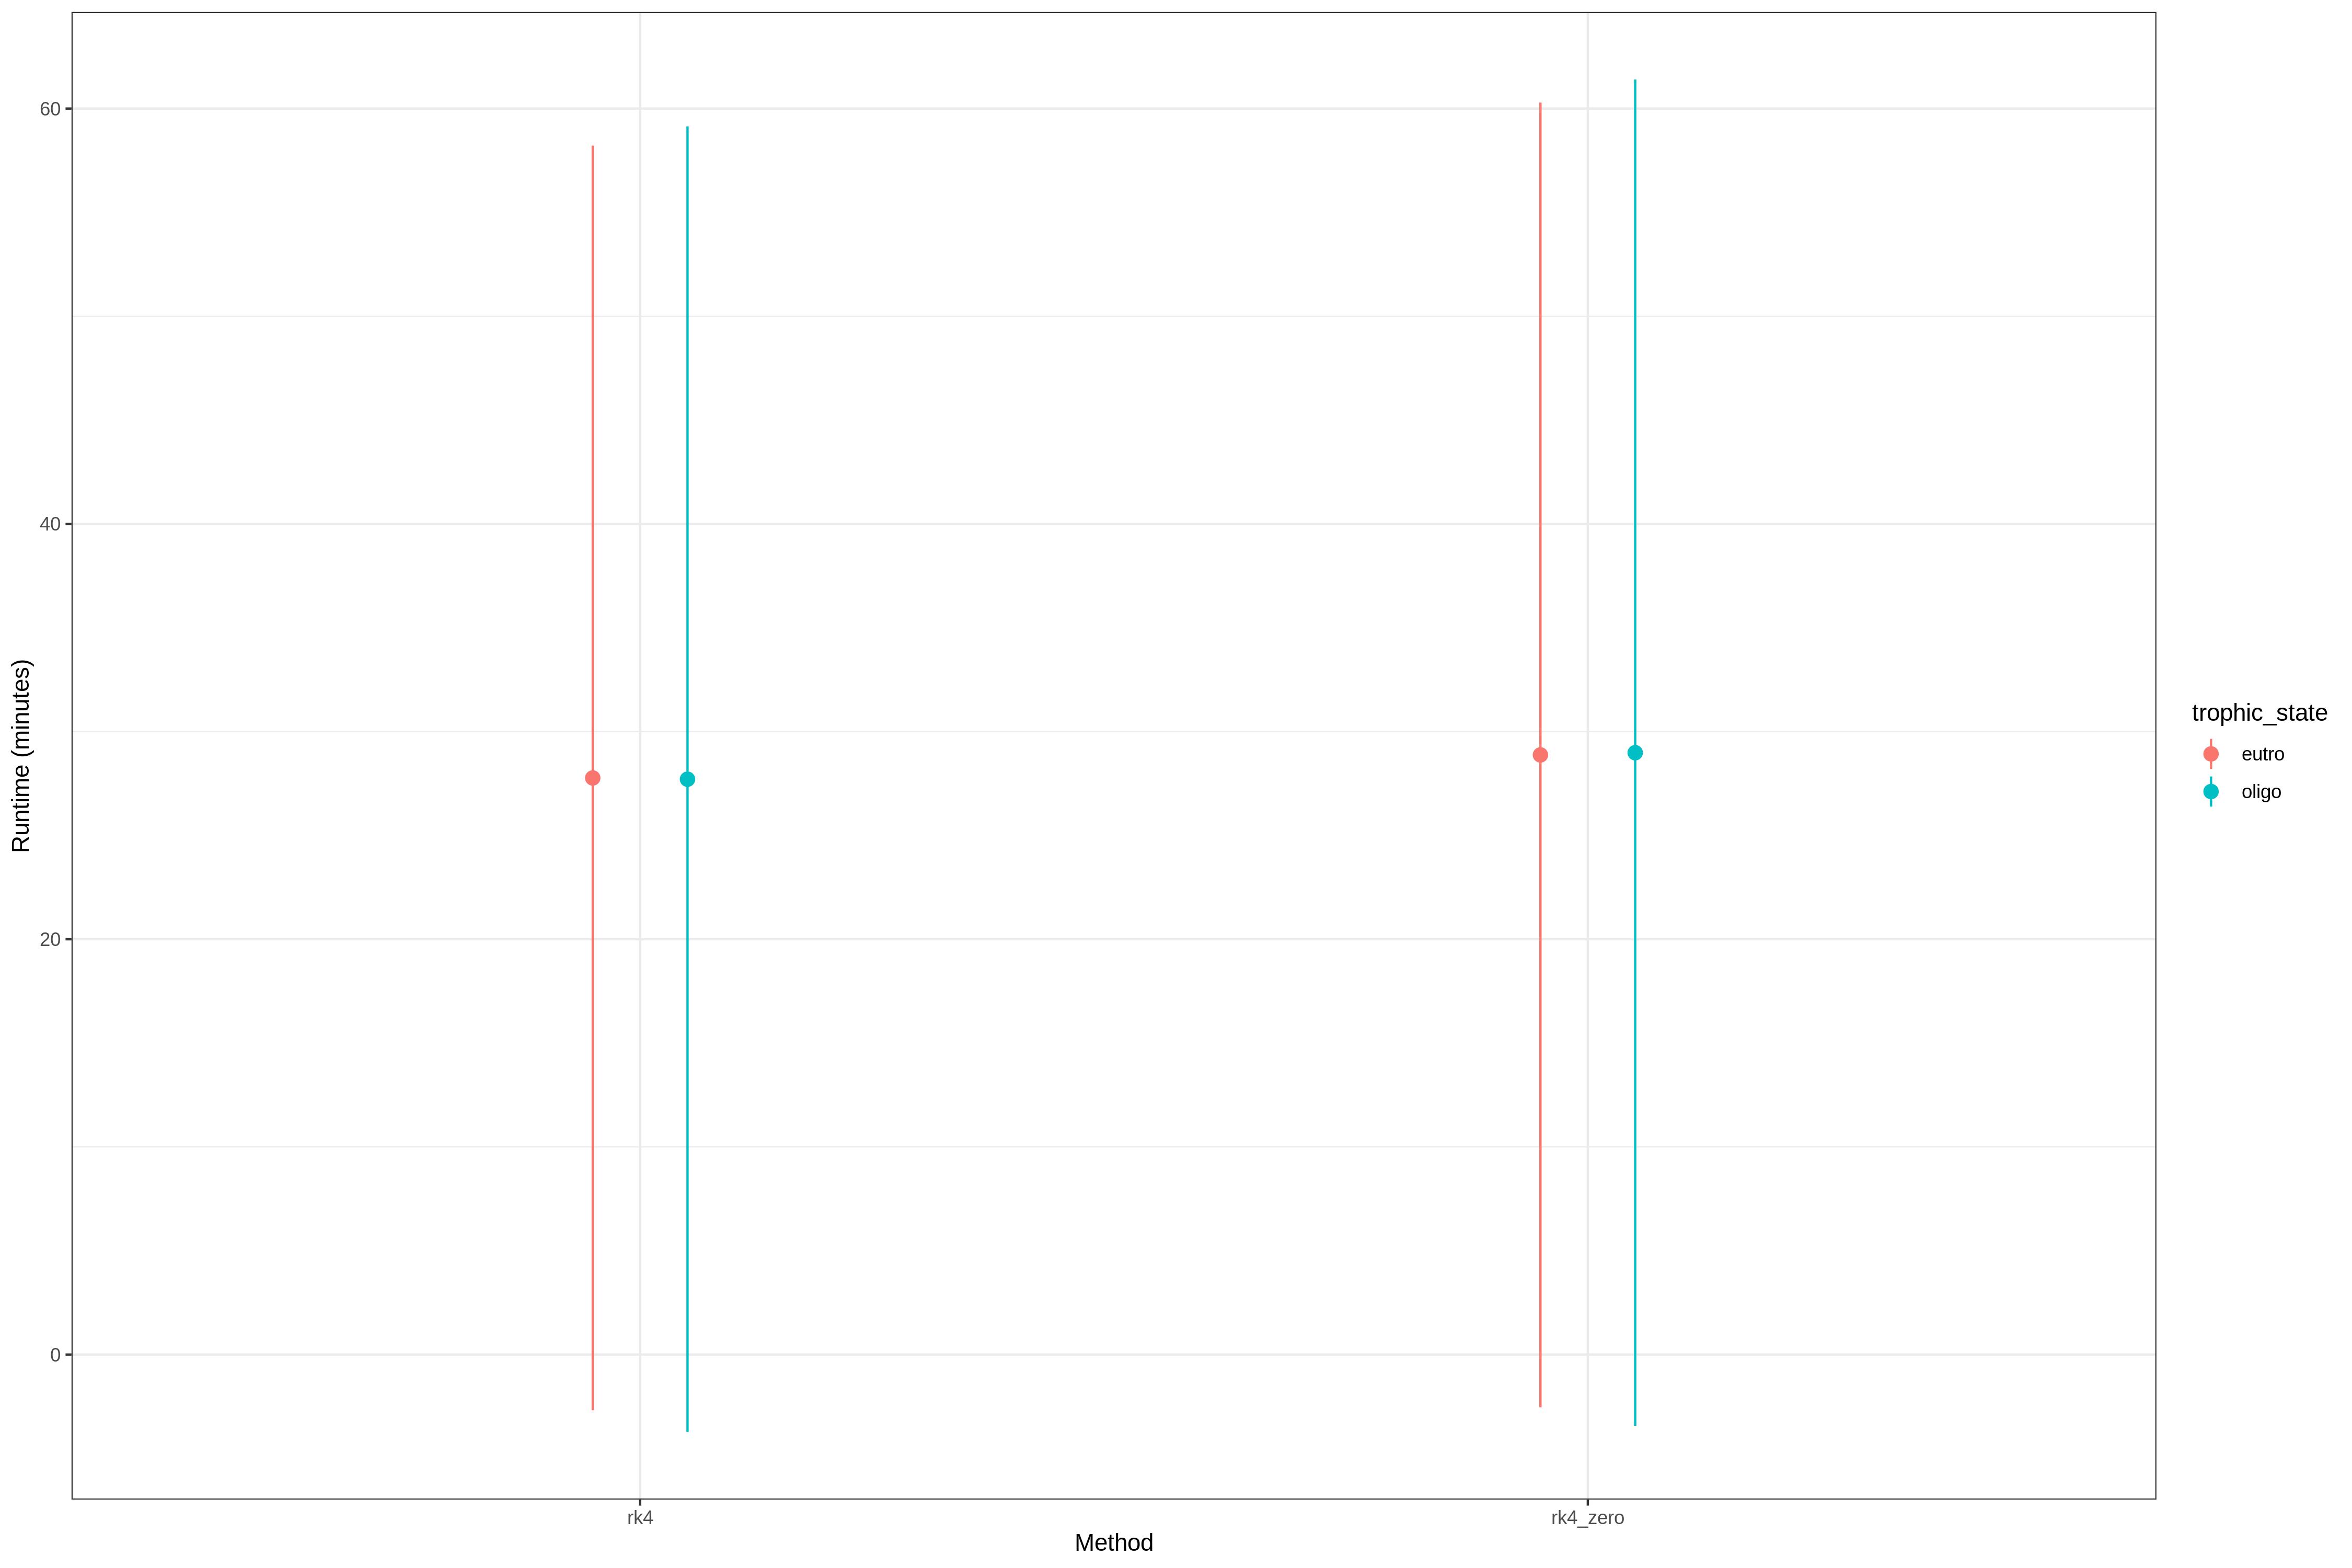 Runtime (minutes)
60
40
20
0
rk4
rk4_zero
Method
trophic_state
eutro
oligo